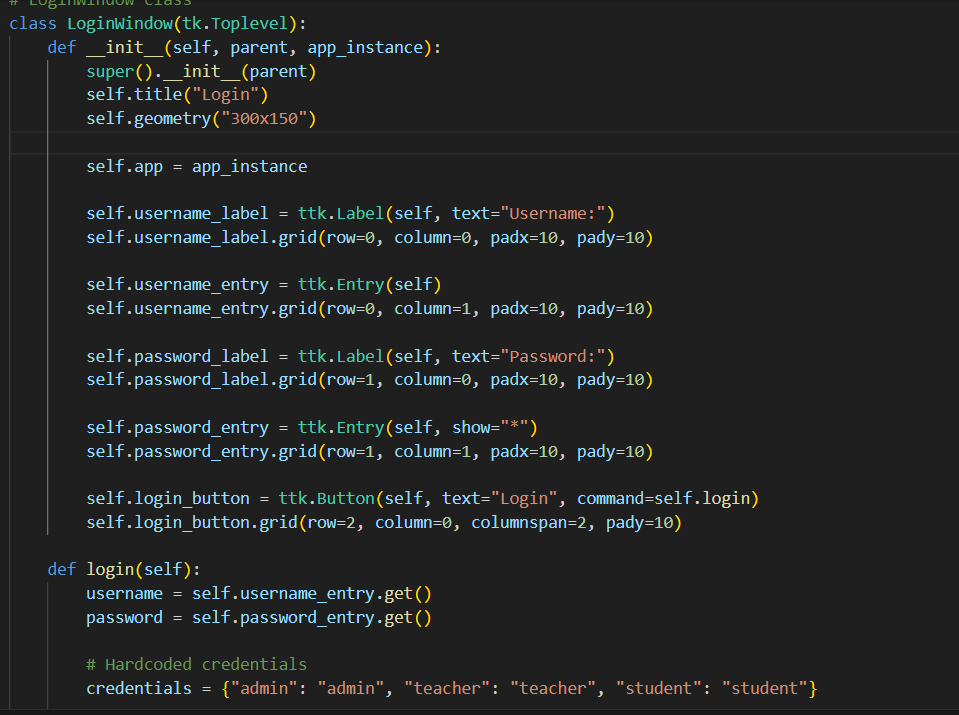 # LoginWindow class
class LoginWindow(tk.Toplevel):
    def __init__(self, parent, app_instance):
        super().__init__(parent)
        self.title("Login")
        self.geometry("300x150")

        self.app = app_instance

        self.username_label = ttk.Label(self, text="Username:")
        self.username_label.grid(row=0, column=0, padx=10, pady=10)

        self.username_entry = ttk.Entry(self)
        self.username_entry.grid(row=0, column=1, padx=10, pady=10)

        self.password_label = ttk.Label(self, text="Password:")
        self.password_label.grid(row=1, column=0, padx=10, pady=10)

        self.password_entry = ttk.Entry(self, show="*")
        self.password_entry.grid(row=1, column=1, padx=10, pady=10)

        self.login_button = ttk.Button(self, text="Login", command=self.login)
        self.login_button.grid(row=2, column=0, columnspan=2, pady=10)

    def login(self):
        username = self.username_entry.get()
        password = self.password_entry.get()

        # Hardcoded credentials
        credentials = {"admin": "admin", "teacher": "teacher", "student": "student"}